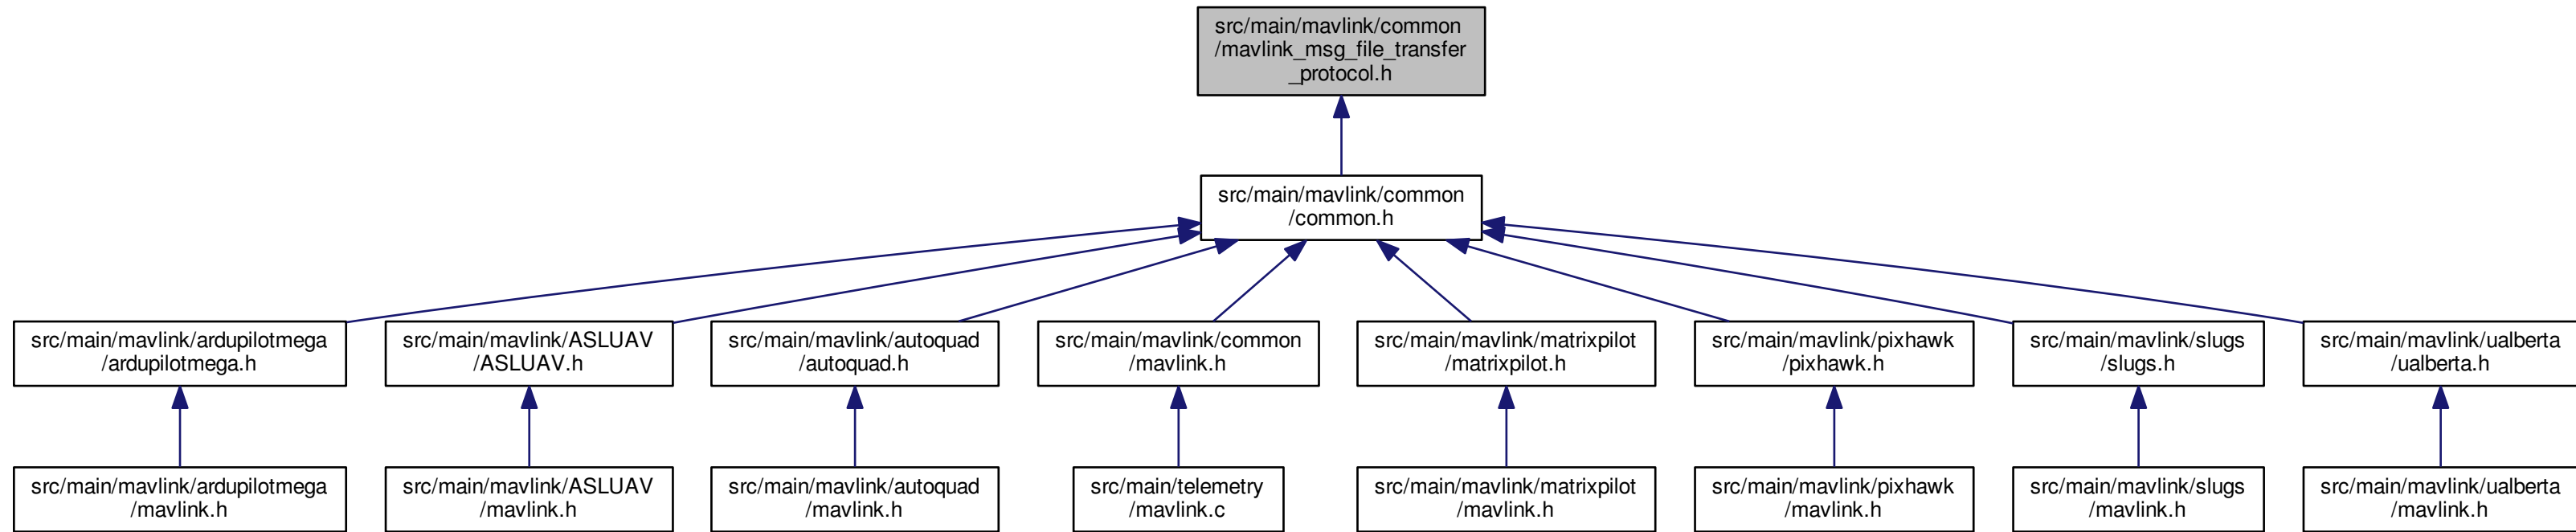 src/main/mavlink/common
/mavlink_msg_file_transfer
_protocol.h
src/main/mavlink/common
/common.h
src/main/mavlink/ardupilotmega
/ardupilotmega.h
src/main/mavlink/ASLUAV
/ASLUAV.h
src/main/mavlink/autoquad
/autoquad.h
src/main/mavlink/common
/mavlink.h
src/main/mavlink/matrixpilot
/matrixpilot.h
src/main/mavlink/pixhawk
/pixhawk.h
src/main/mavlink/slugs
/slugs.h
src/main/mavlink/ualberta
/ualberta.h
src/main/mavlink/ardupilotmega
/mavlink.h
src/main/mavlink/ASLUAV
/mavlink.h
src/main/mavlink/autoquad
/mavlink.h
src/main/telemetry
/mavlink.c
src/main/mavlink/matrixpilot
/mavlink.h
src/main/mavlink/pixhawk
/mavlink.h
src/main/mavlink/slugs
/mavlink.h
src/main/mavlink/ualberta
/mavlink.h